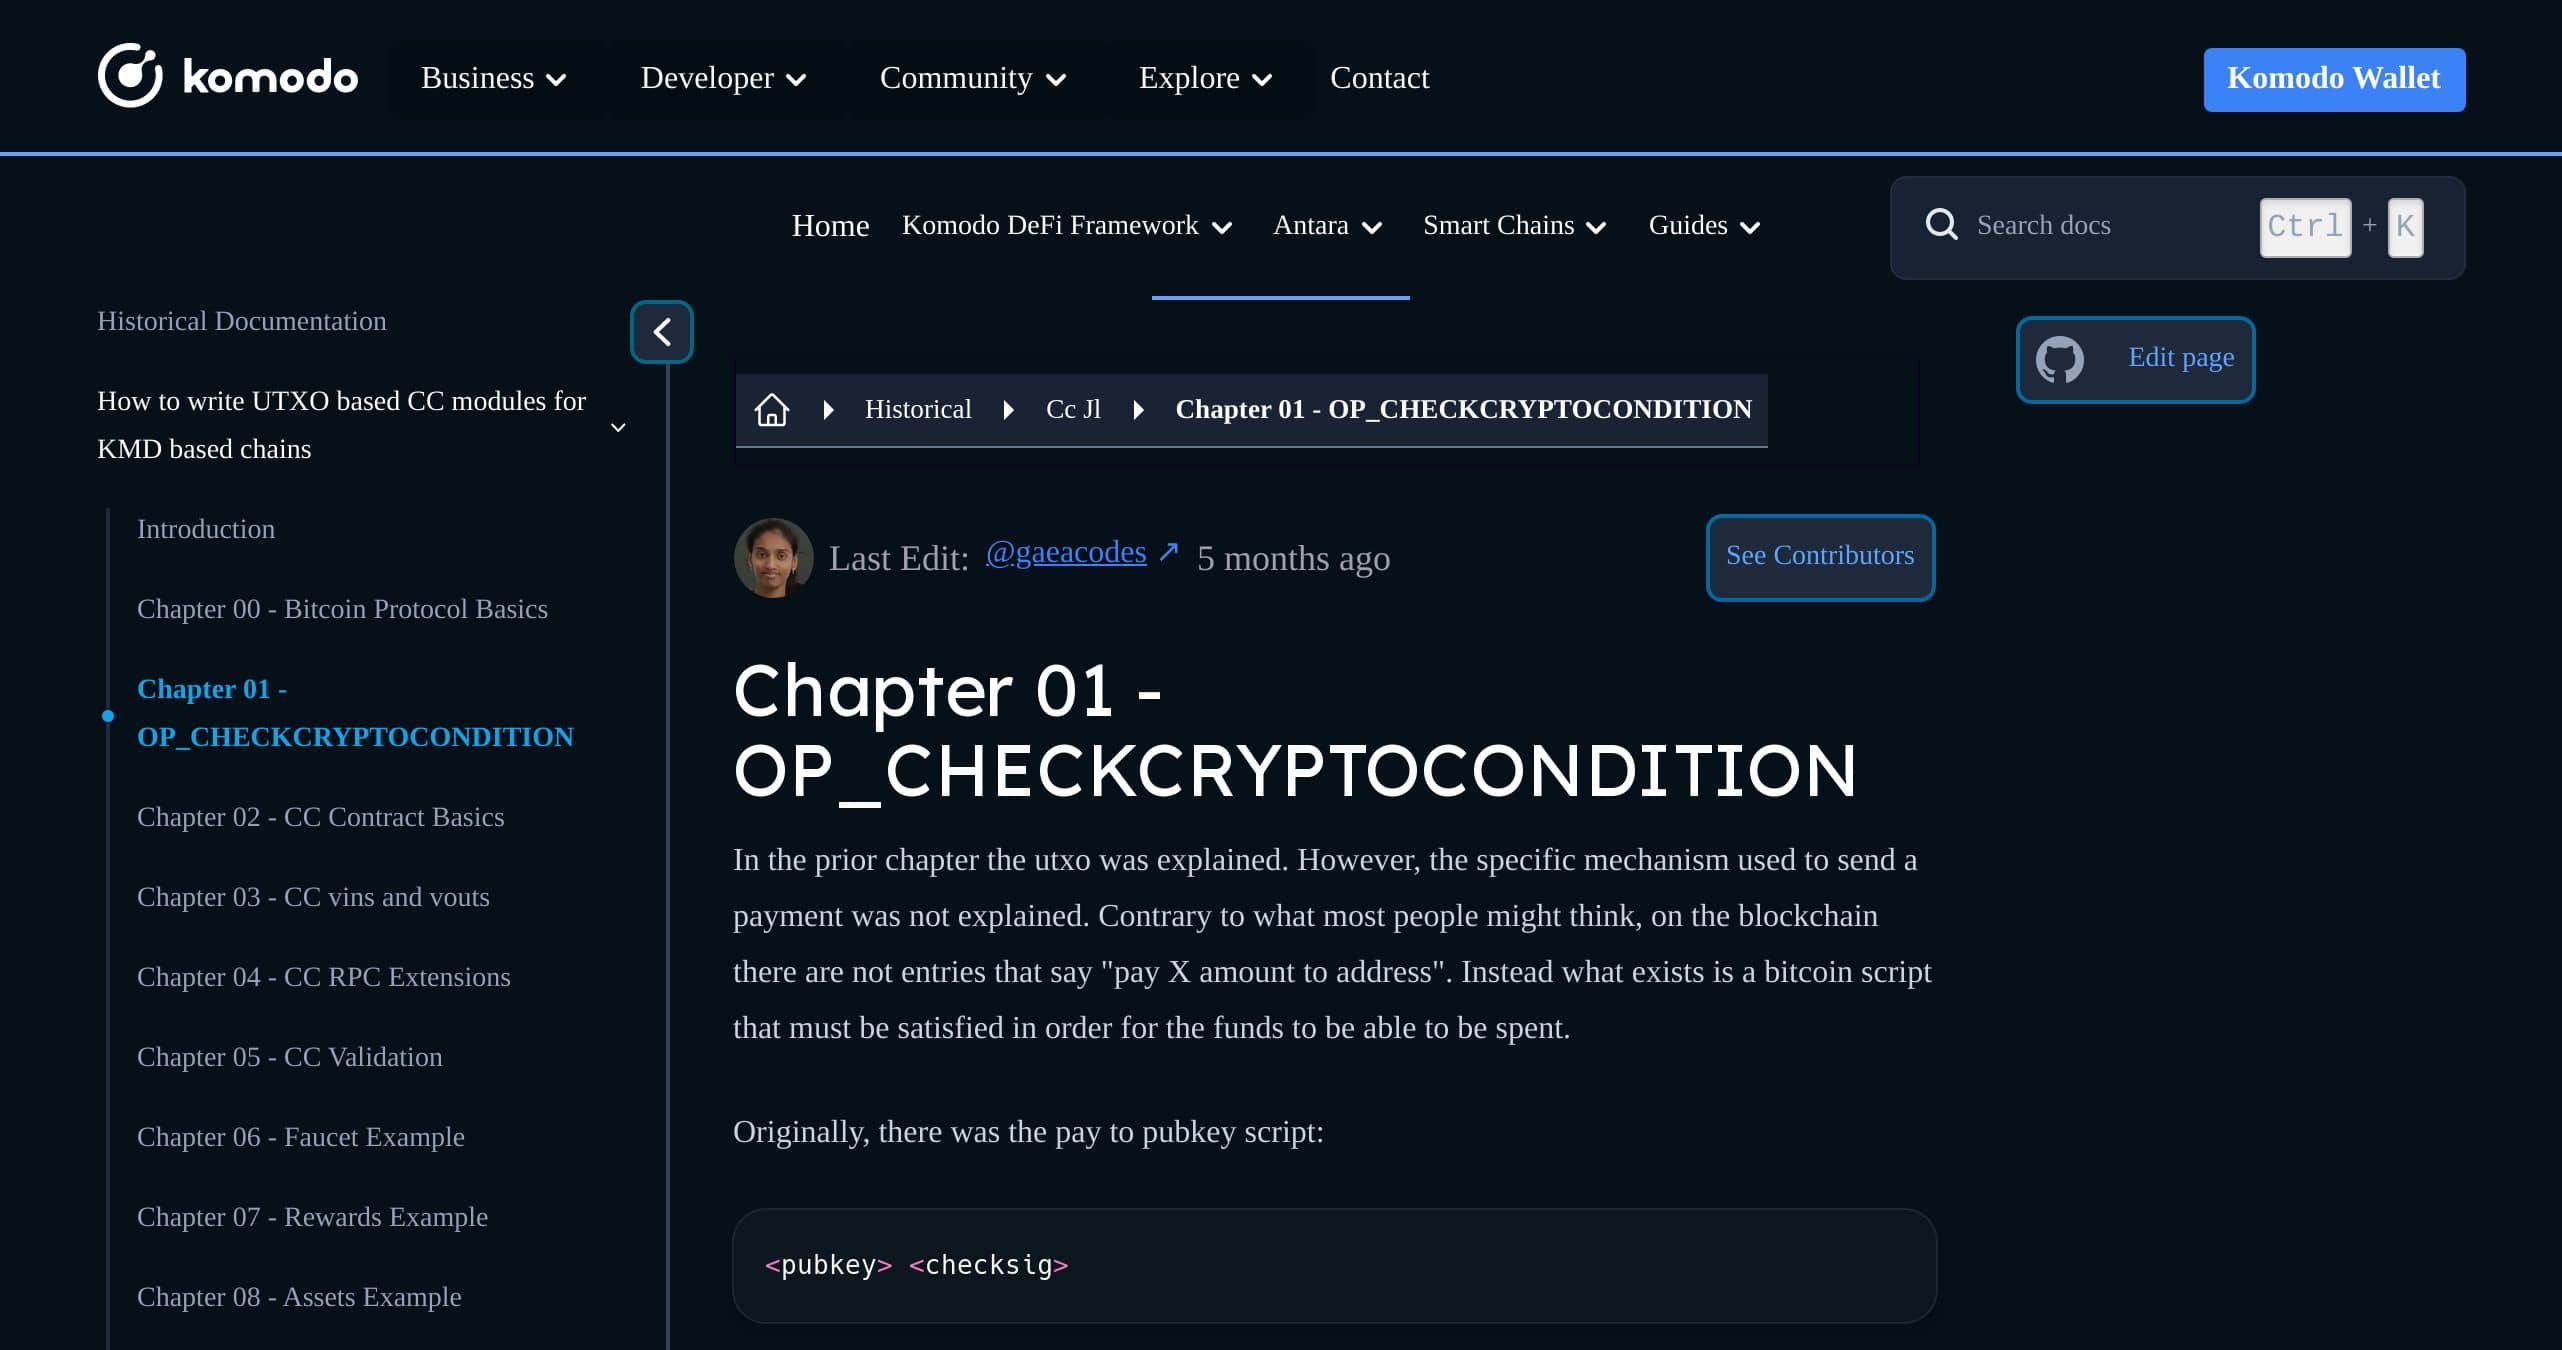 komodo Business Developer Community Explore Contact Komodo Wallet
Home Komodo DeFi Framework Antara Smart Chains Guides Search docs Ctrl + K
Historical Documentation
How to write UTXO based CC modules for
KMD based chains
Introduction
Chapter 00 - Bitcoin Protocol Basics
Chapter 01 -
OP_CHECKCRYPTOCONDITION
Chapter 02 - CC Contract Basics
Chapter 03 - CC vins and vouts
Chapter 04 - CC RPC Extensions
Chapter 05 - CC Validation
Chapter 06 - Faucet Example
Chapter 07 - Rewards Example
Chapter 08 - Assets Example
Edit page
Historical Cc Jl Chapter 01 - OP_CHECKCRYPTOCONDITION
Last Edit: @gaeacodes ↗ 5 months ago See Contributors
Chapter 01 -
OP_CHECKCRYPTOCONDITION
In the prior chapter the utxo was explained. However, the specific mechanism used to send a
payment was not explained. Contrary to what most people might think, on the blockchain
there are not entries that say "pay X amount to address". Instead what exists is a bitcoin script
that must be satisfied in order for the funds to be able to be spent.
Originally, there was the pay to pubkey script:
<pubkey> <checksig>